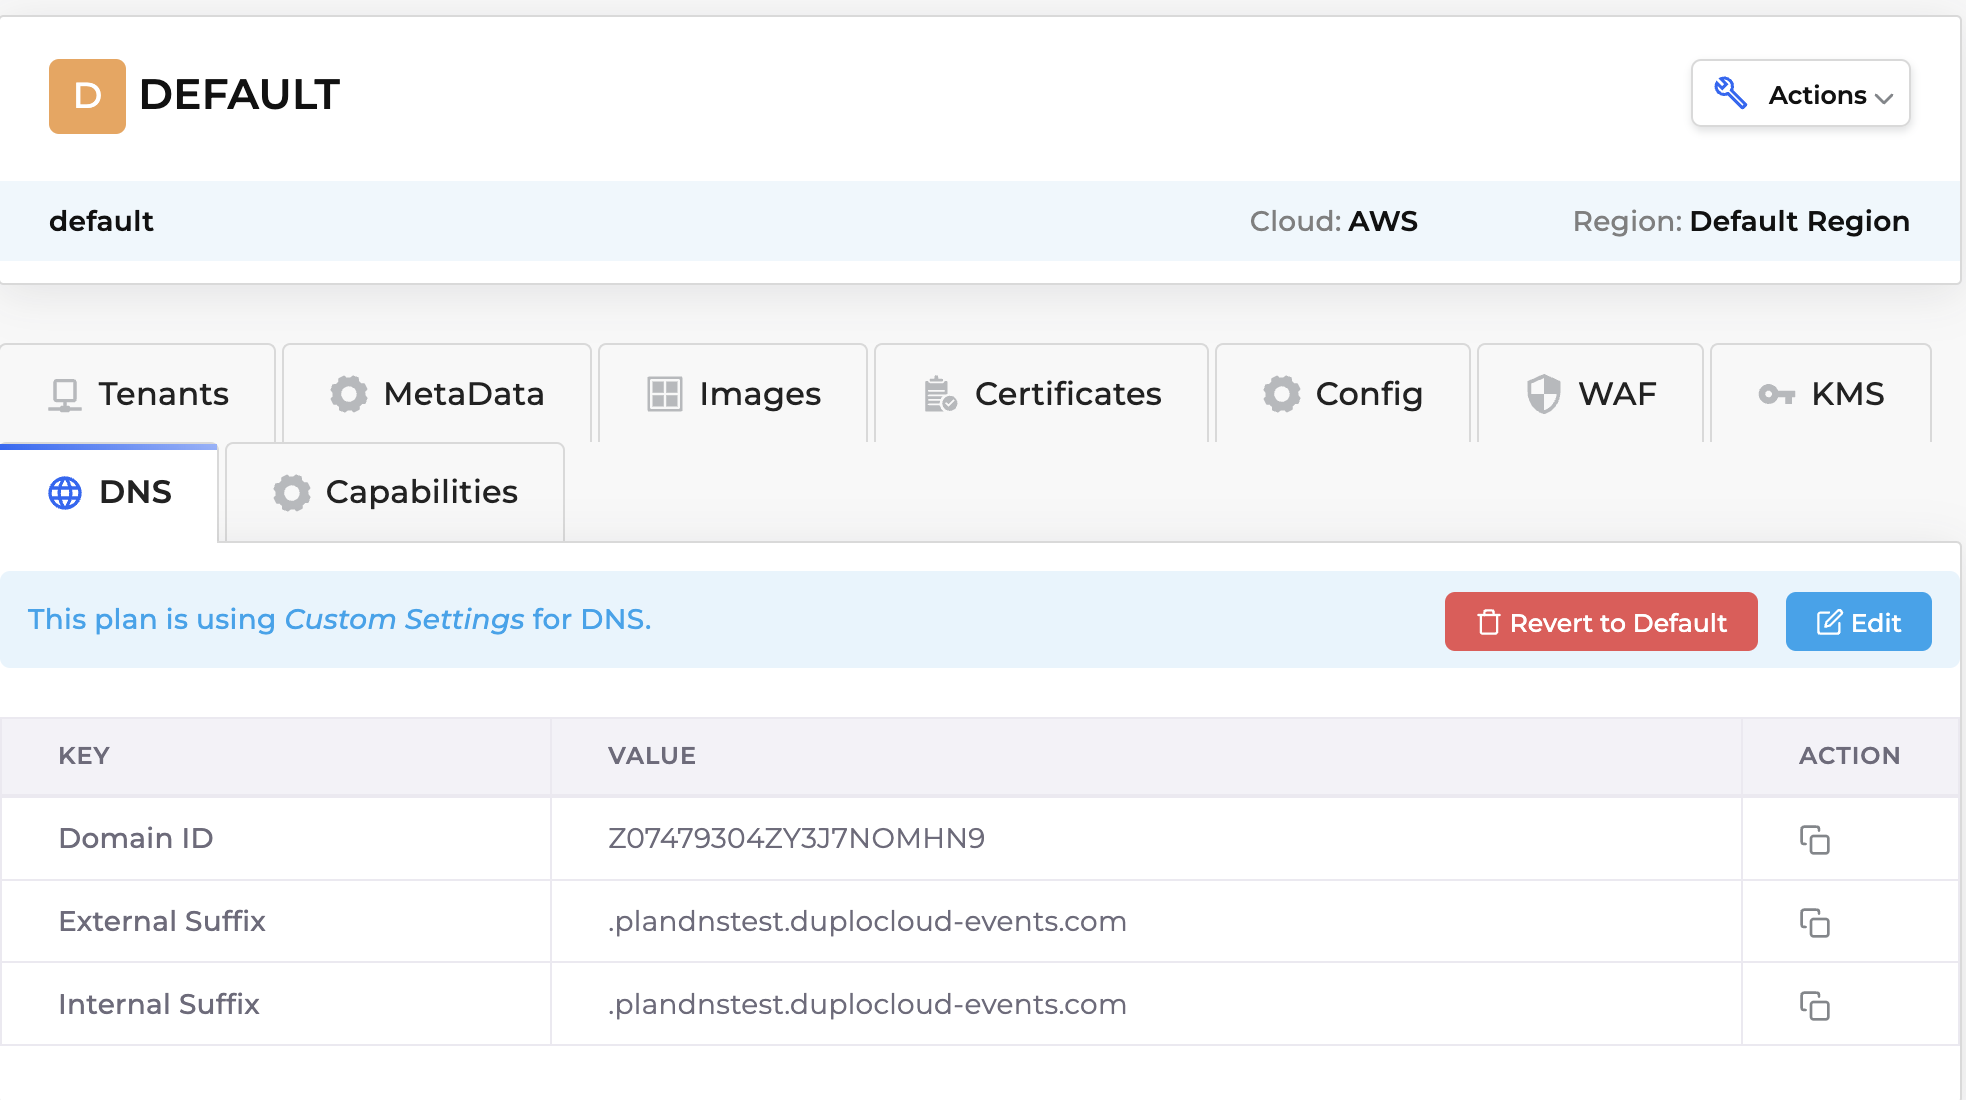 D DEFAULT
Actions
default Cloud: AWS Region: Default Region
Tenants MetaData Images Certificates Config WAF KMS
DNS Capabilities
This plan is using Custom Settings for DNS. Revert to Default Edit
KEY VALUE ACTION
Domain ID Z07479304ZY3J7NOMHN9
External Suffix .plandnstest.duplocloud-events.com
Internal Suffix .plandnstest.duplocloud-events.com